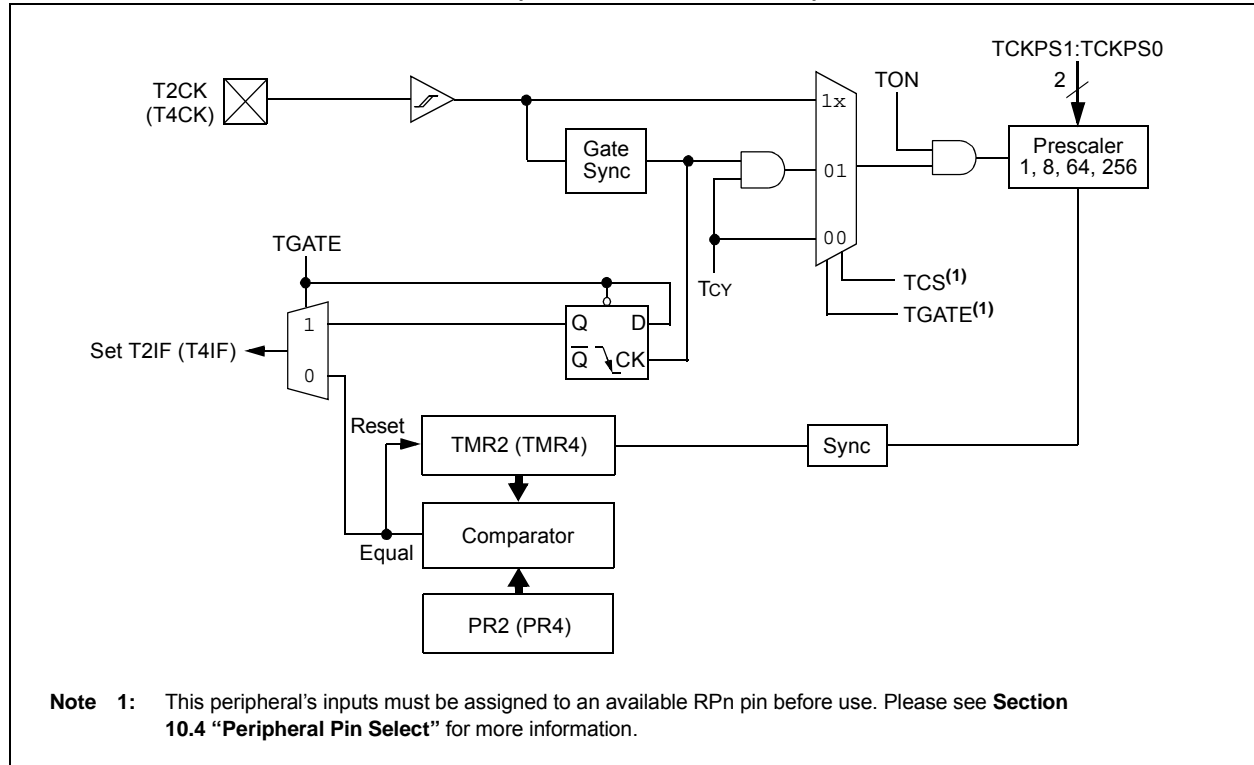 TCKPS1:TCKPS0
2
TON
T2CK
(T4CK)
1x
Gate
Sync
01
Prescaler
1, 8, 64, 256
00
TGATE
TCY
TCS(1)
TGATE(1)
1
Q D
Set T2IF (T4IF)
Q CK
0
Reset
TMR2 (TMR4)
Sync
Equal
Comparator
PR2 (PR4)
Note 1: This peripheral's inputs must be assigned to an available RPn pin before use. Please see Section
10.4 “Peripheral Pin Select” for more information.